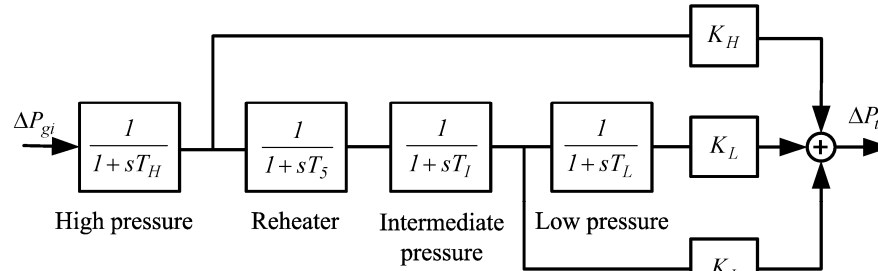 K_H
ΔP_gi
1
1+sT_H
1
1+sT_5
1
1+sT_I
1
1+sT_L
K_L
+
ΔP_t
High pressure
Reheater
Intermediate
pressure
Low pressure